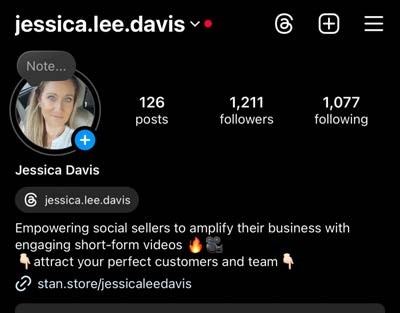 jessica.lee.davis
Note...
126 1,211 1,077
posts followers following
Jessica Davis
jessica.lee.davis
Empowering social sellers to amplify their business with
engaging short-form videos 🔥🎥
👇🏻attract your perfect customers and team👇🏻
stan.store/jessicaleedavis